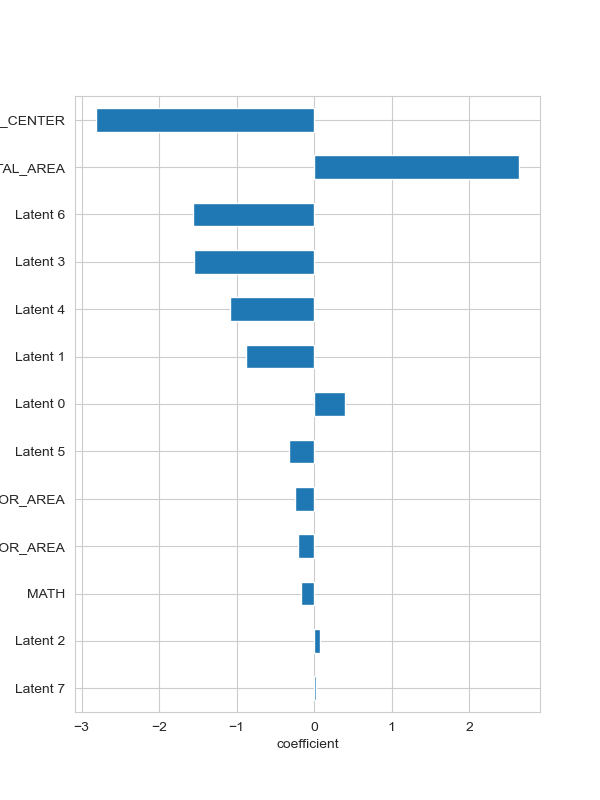 _CENTER
TAL_AREA
Latent 6
Latent 3
Latent 4
Latent 1
Latent 0
Latent 5
OR_AREA
OR_AREA
MATH
Latent 2
Latent 7
−3 −2 −1 0 1 2
coefficient